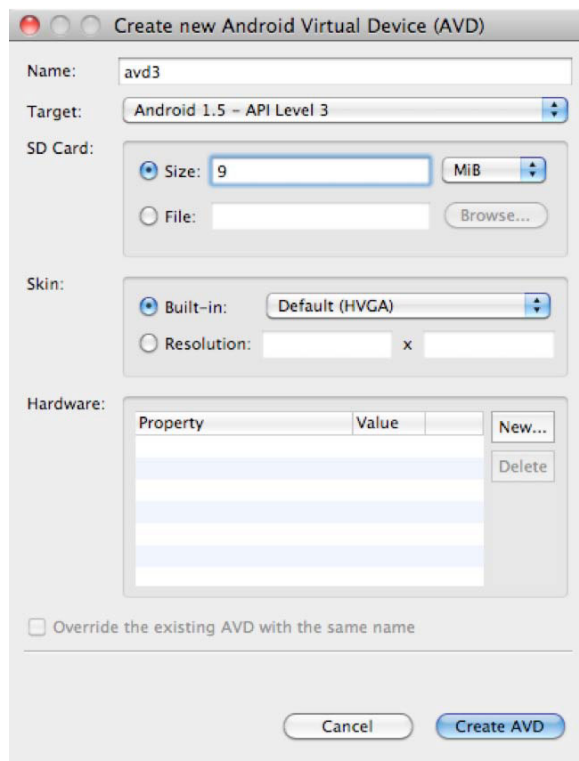 Create new Android Virtual Device (AVD)
Name: avd3
Target: Android 1.5 – API Level 3
SD Card:
Size: 9 MiB
File: Browse...
Skin:
Built-in: Default (HVGA)
Resolution: x
Hardware:
Property Value New...
Delete
Override the existing AVD with the same name
Cancel Create AVD